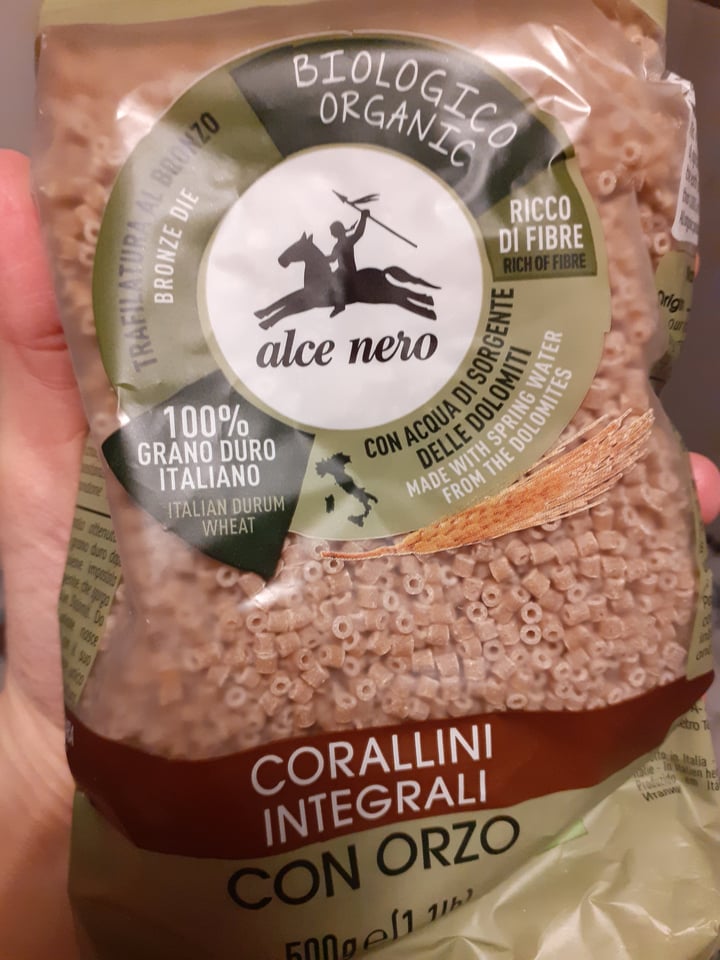 BIOLOGICO
ORGANIC
TRAFILATURA AL BRONZO
BRONZE DIE
RICCO
DI FIBRE
RICH OF FIBRE
alce nero
CON ACQUA DI SORGENTE
DELLE DOLOMITI
MADE WITH SPRING WATER
FROM THE DOLOMITES
100%
GRANO DURO
ITALIANO
ITALIAN DURUM
WHEAT
CORALLINI
INTEGRALI
CON ORZO
500g e (1.1lb)